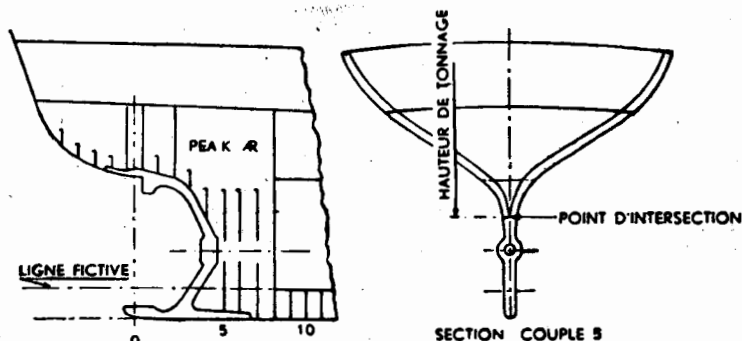 PEAK AR
LIGNE FICTIVE
0
5
10
HAUTEUR DE TONNAGE
POINT D'INTERSECTION
SECTION COUPLE 5